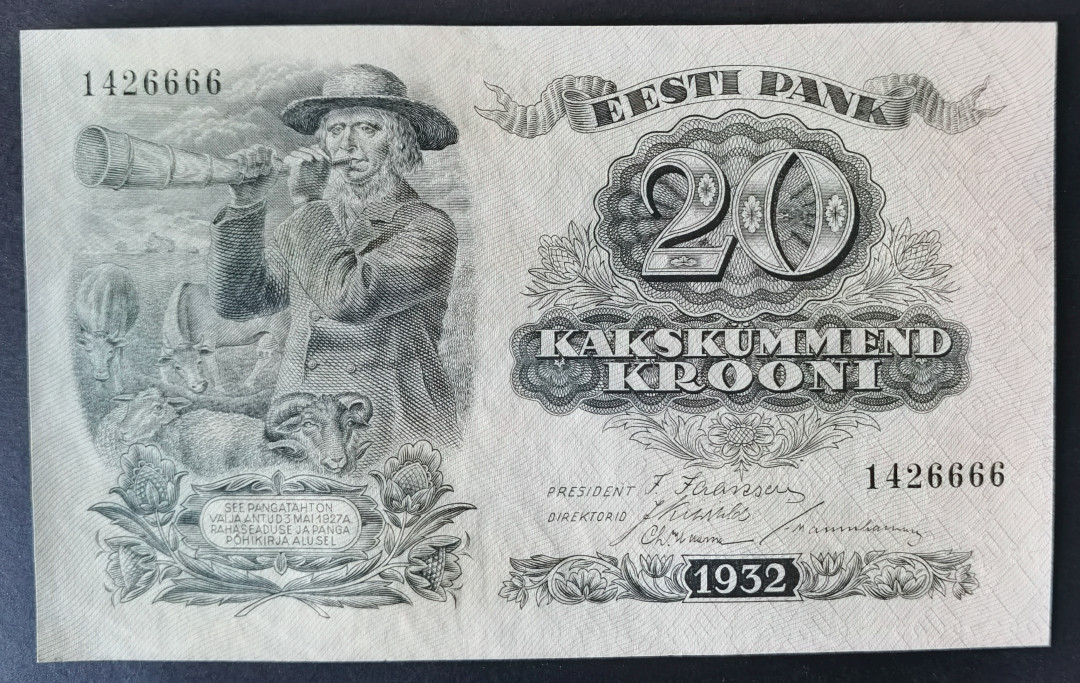 1426666
EESTI PANK
20
KAKSKÜMMEND
KROONI
1426666
PRESIDENT
DIREKTORID
SEE PANGATÄHT ON
VÄLJA ANTUD 3 MAI 1927 A.
RAHASEADUSE JA PANGA
PÕHIKIRJA ALUSEL
1932